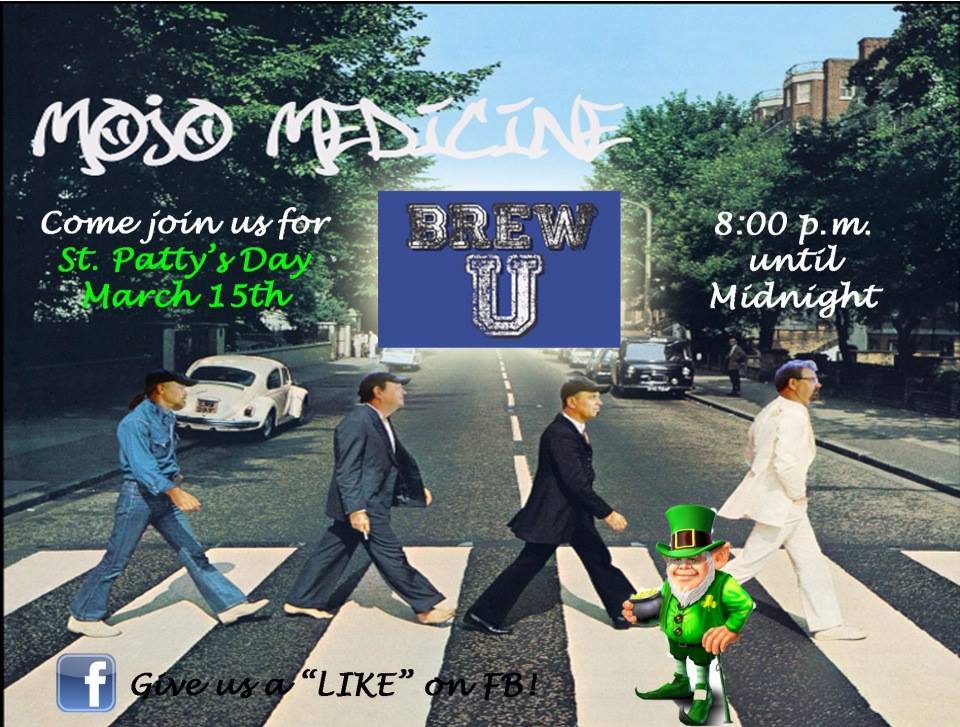 MOJO MEDICINE
Come join us for
St. Patty's Day
March 15th
BREW
U
8:00 p.m.
until
Midnight
f Give us a "LIKE" on FB!